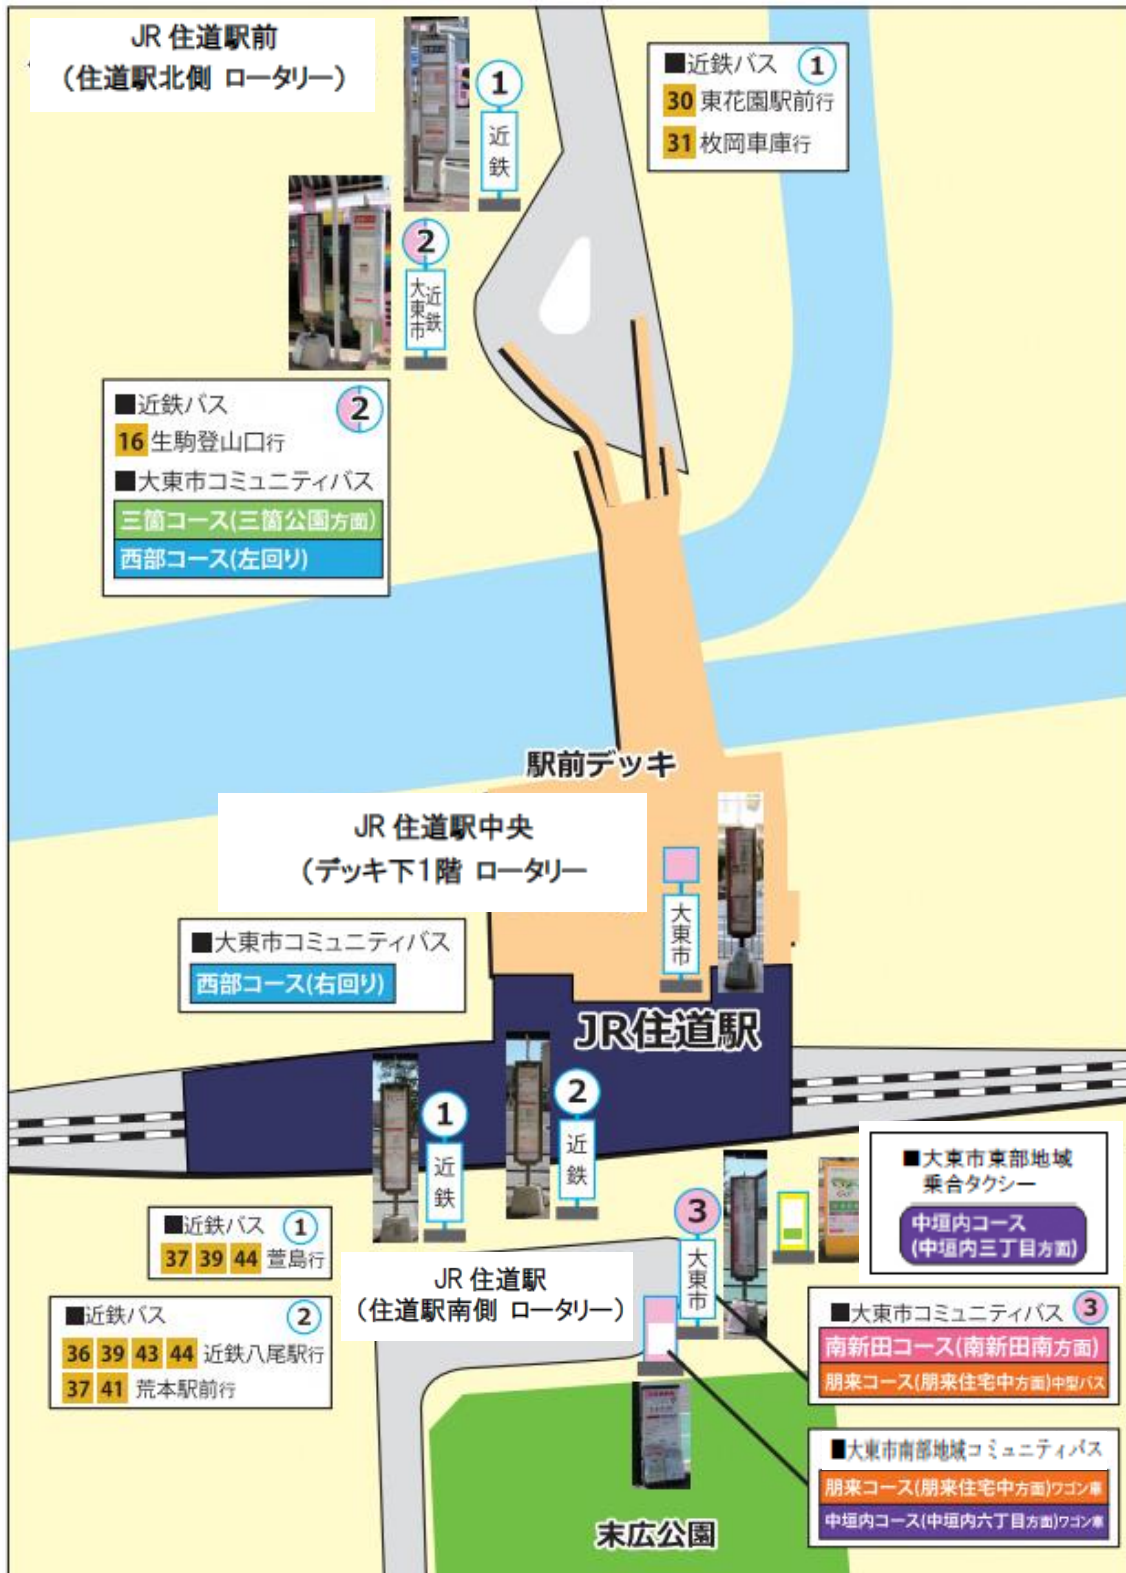 JR 住道駅前
（住道駅北側 ロータリー）
1
近鉄
■近鉄バス 1
30 東花園駅前行
31 枚岡車庫行
2
近鉄
大東市
■近鉄バス 2
16 生駒登山口行
■大東市コミュニティバス
三箇コース(三箇公園方面)
西部コース(左回り)
駅前デッキ
JR 住道駅中央
（デッキ下1階 ロータリー
大東市
■大東市コミュニティバス
西部コース(右回り)
JR住道駅
1
近鉄
2
近鉄
■大東市東部地域
乗合タクシー
中垣内コース
(中垣内三丁目方面)
3
大東市
■近鉄バス 1
37 39 44 萱島行
JR 住道駅
（住道駅南側 ロータリー）
■近鉄バス 2
36 39 43 44 近鉄八尾駅行
37 41 荒本駅前行
■大東市コミュニティバス 3
南新田コース(南新田南方面)
朋来コース(朋来住宅中方面)中型バス
■大東市南部地域コミュニティバス
朋来コース(朋来住宅中方面)ワゴン車
中垣内コース(中垣内六丁目方面)ワゴン車
末広公園